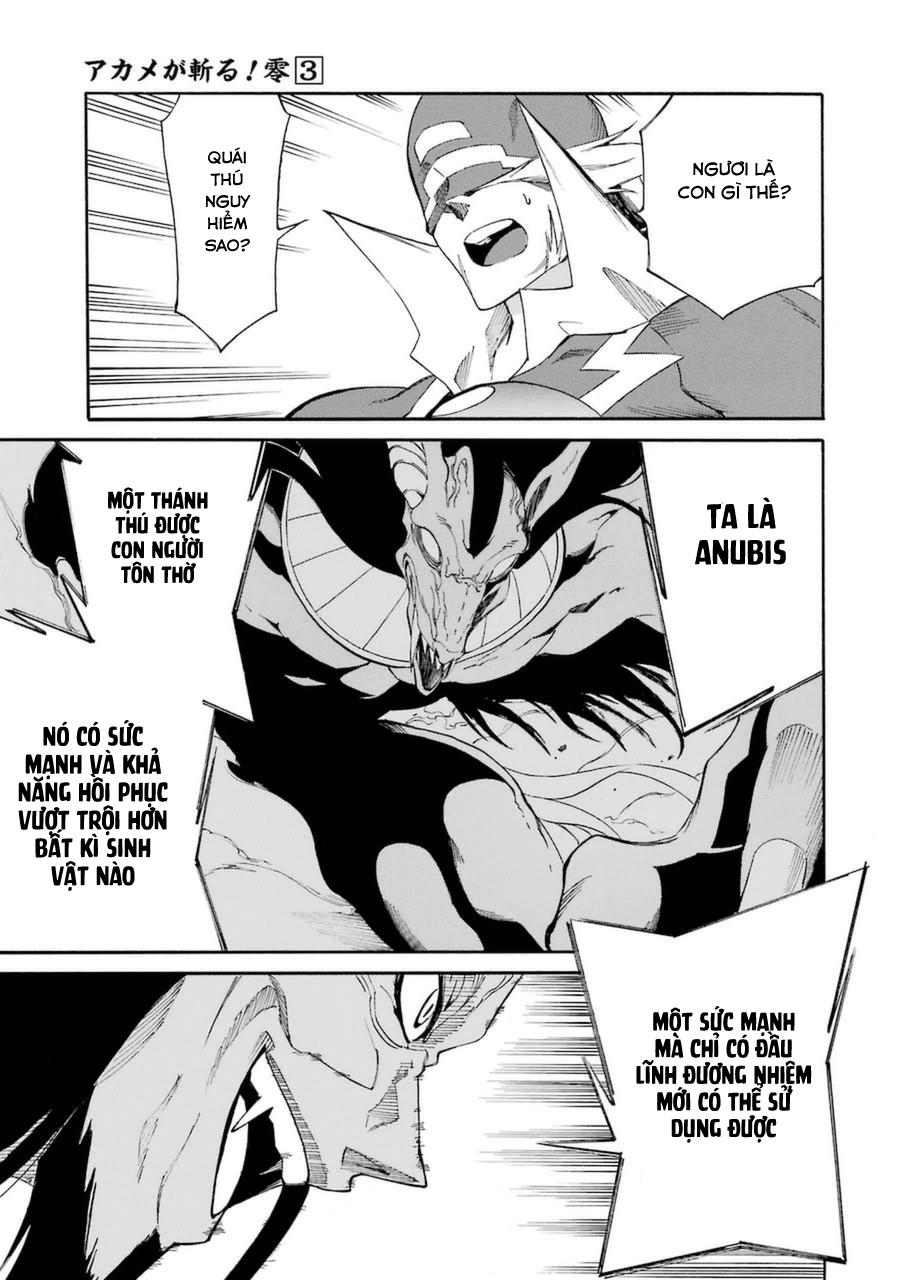 アカメが斬る!零3
NGƯƠI LÀ
CON GÌ THẾ?
QUÁI
THÚ
NGUY
HIỂM
SAO?
TA LÀ
ANUBIS
MỘT THÁNH
THÚ ĐƯỢC
CON NGƯỜI
TÔN THỜ
NÓ CÓ SỨC
MẠNH VÀ KHẢ
NĂNG HỒI PHỤC
VƯỢT TRỘI HƠN
BẤT KÌ SINH
VẬT NÀO
MỘT SỨC MẠNH
MÀ CHỈ CÓ ĐẦU
LĨNH ĐƯƠNG NHIỆM
MỚI CÓ THỂ SỬ
DỤNG ĐƯỢC